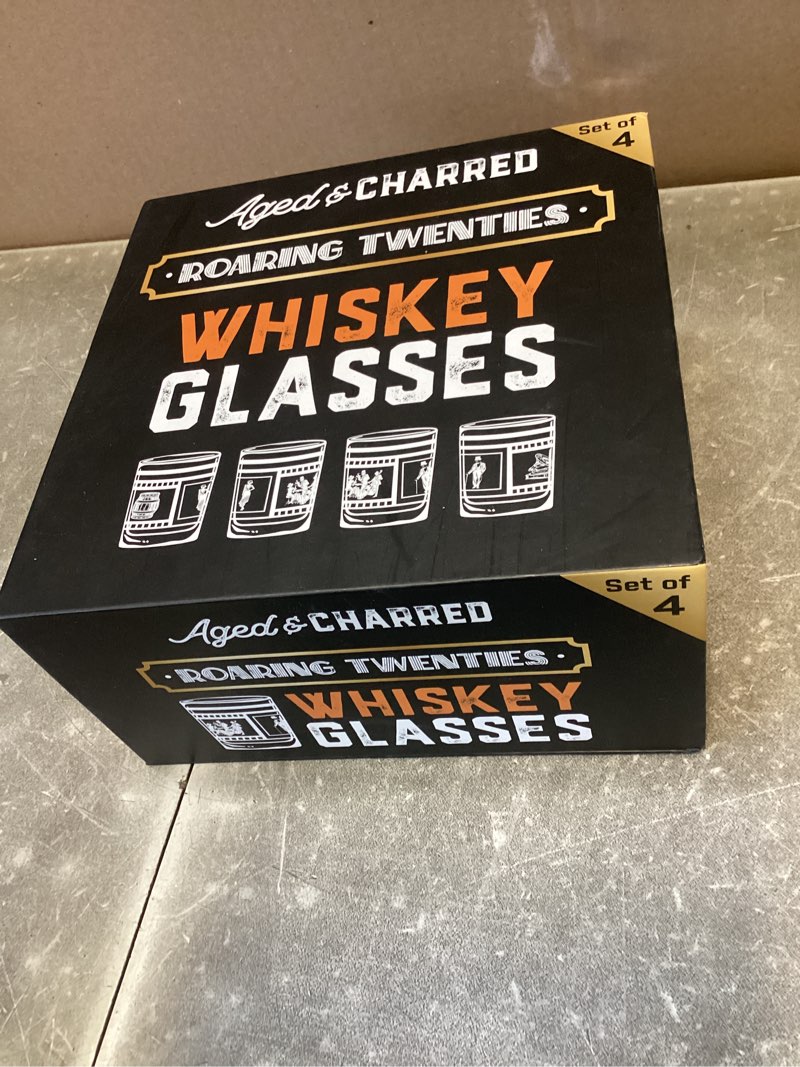 Set of
4
Aged & CHARRED
· ROARING TWENTIES ·
WHISKEY
GLASSES
Set of
4
Aged & CHARRED
· ROARING TWENTIES ·
WHISKEY
GLASSES